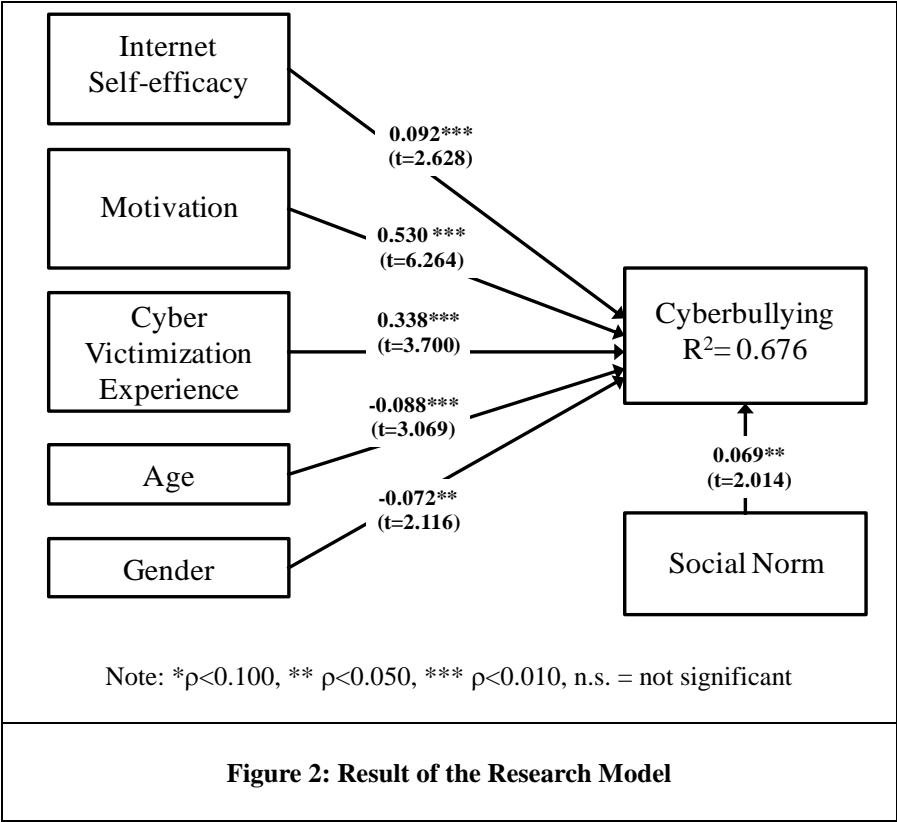 Internet
Self-efficacy
0.092***
(t=2.628)
Motivation
0.530 ***
(t=6.264)
Cyber
Victimization
Experience
0.338***
(t=3.700)
Cyberbullying
R²= 0.676
Age
-0.088***
(t=3.069)
Gender
-0.072**
(t=2.116)
0.069**
(t=2.014)
Social Norm
Note: *ρ<0.100, ** ρ<0.050, *** ρ<0.010, n.s. = not significant
Figure 2: Result of the Research Model